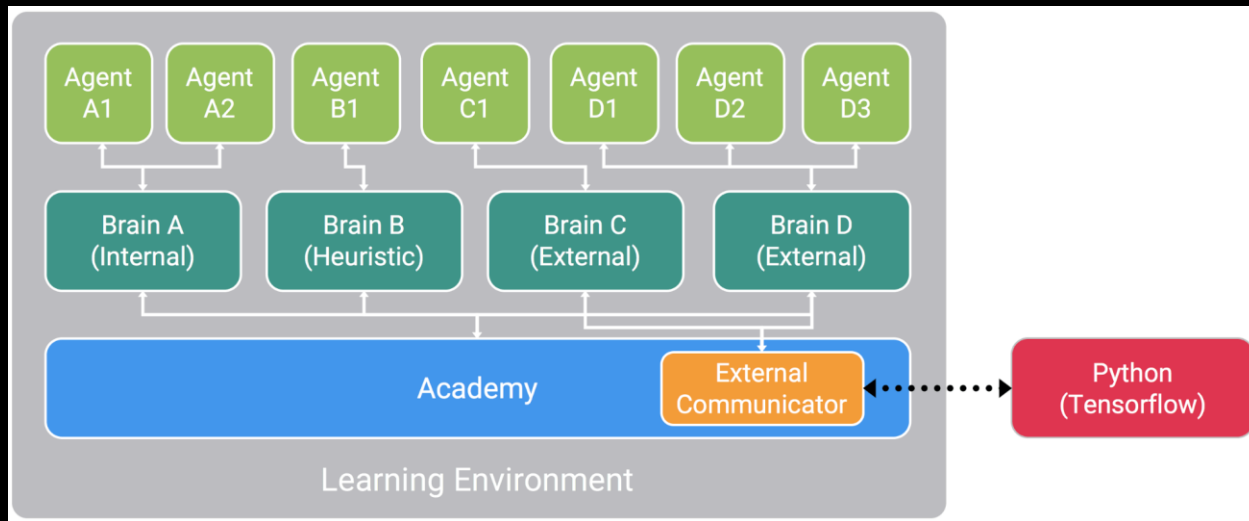 Agent
A1
Agent
A2
Agent
B1
Agent
C1
Agent
D1
Agent
D2
Agent
D3
Brain A
(Internal)
Brain B
(Heuristic)
Brain C
(External)
Brain D
(External)
Academy
External
Communicator
Python
(Tensorflow)
Learning Environment